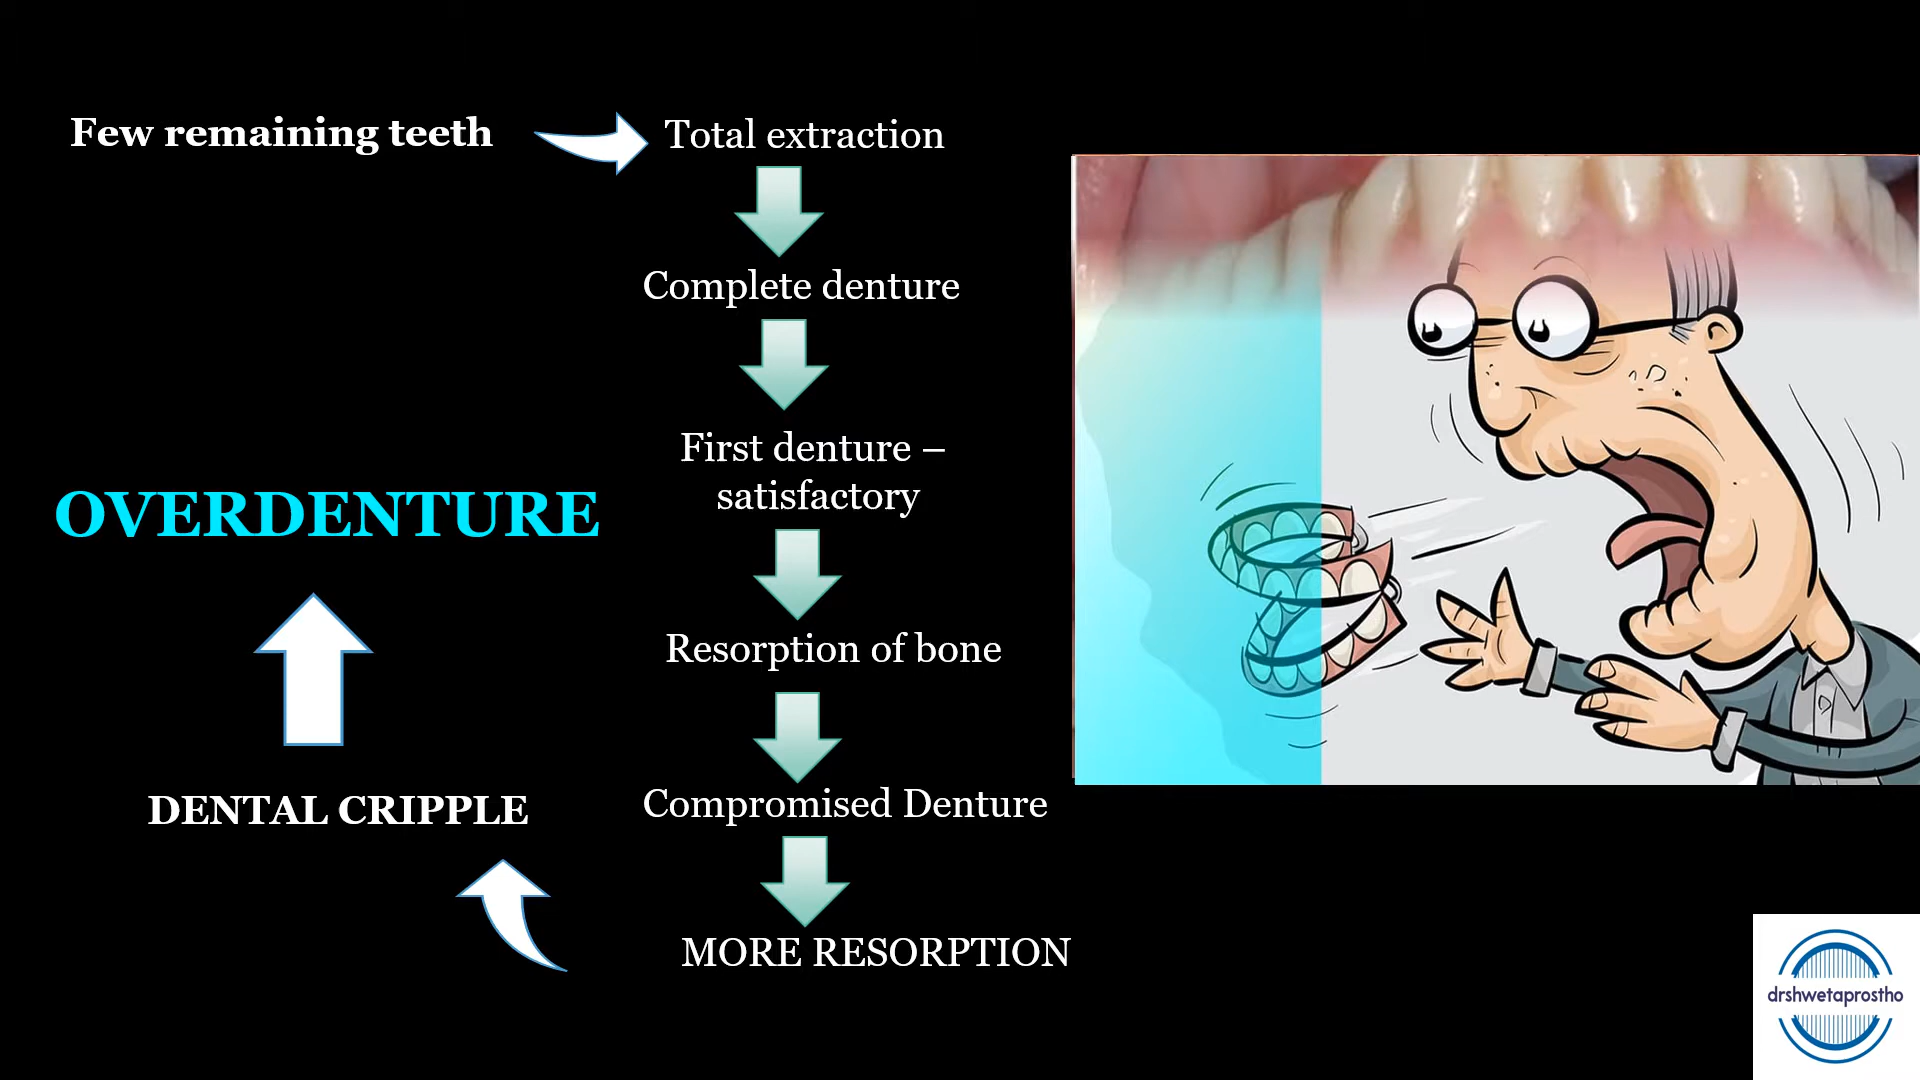 Few remaining teeth
Total extraction
Complete denture
First denture –
satisfactory
Resorption of bone
Compromised Denture
MORE RESORPTION
DENTAL CRIPPLE
OVERDENTURE
drshwetaprostho